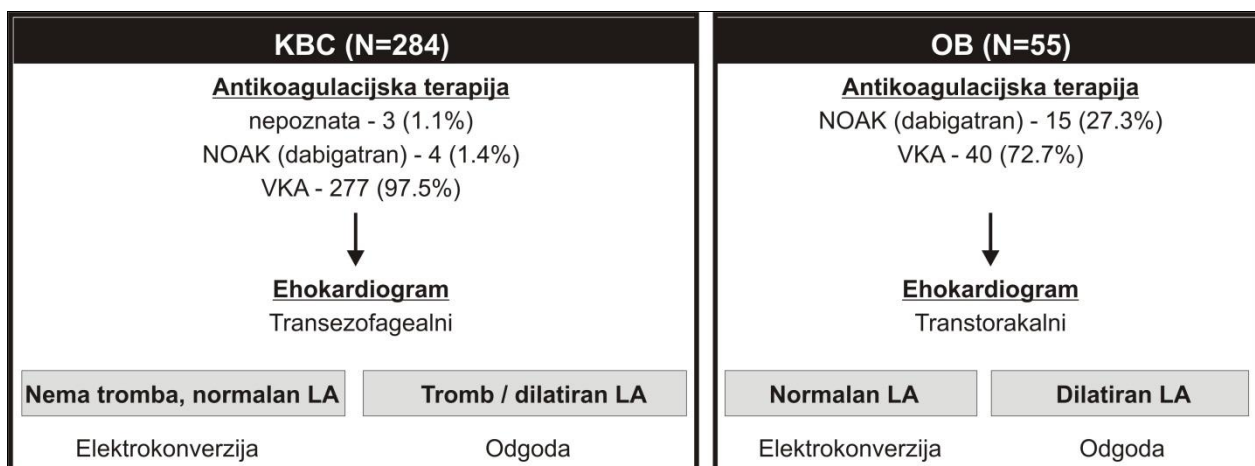 KBC (N=284)
Antikoagulacijska terapija
nepoznata - 3 (1.1%)
NOAK (dabigatran) - 4 (1.4%)
VKA - 277 (97.5%)
Ehokardiogram
Transezofagealni
Nema tromba, normalan LA
Tromb / dilatiran LA
Elektrokonverzija
Odgoda
OB (N=55)
Antikoagulacijska terapija
NOAK (dabigatran) - 15 (27.3%)
VKA - 40 (72.7%)
Ehokardiogram
Transtorakalni
Normalan LA
Dilatiran LA
Elektrokonverzija
Odgoda